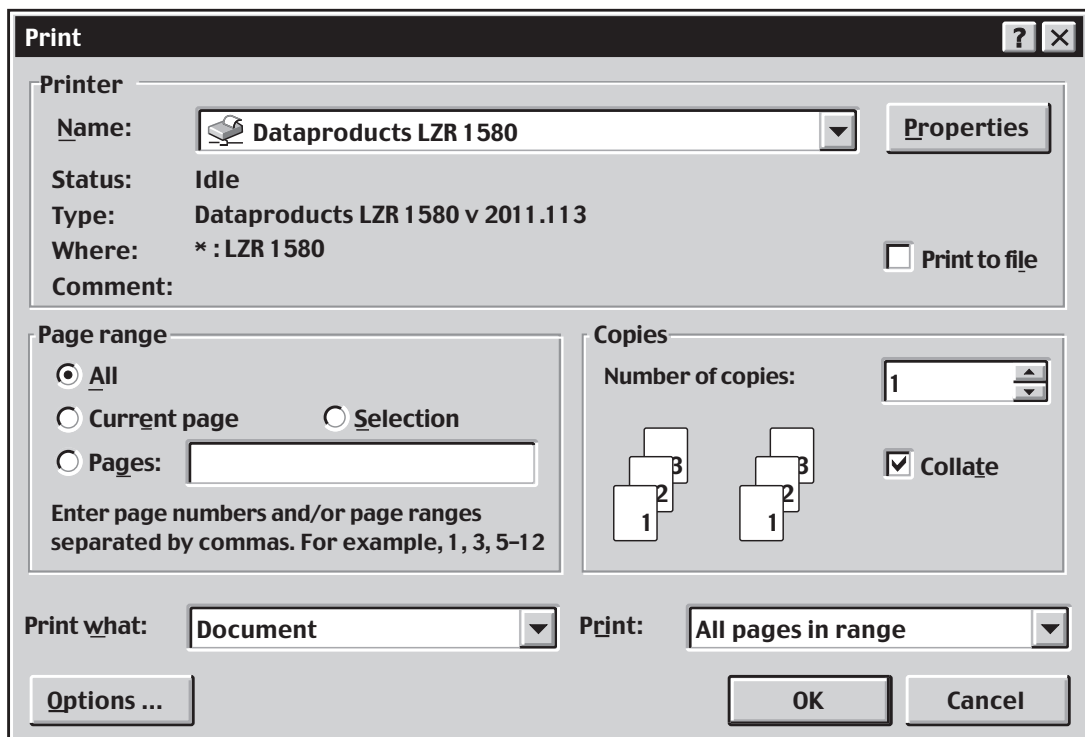 Print
?
Printer
Name: Dataproducts LZR 1580 Properties
Status: Idle
Type: Dataproducts LZR 1580 v 2011.113
Where: * : LZR 1580
Print to file
Comment:
Page range
All
Current page Selection
Pages:
Enter page numbers and/or page ranges
separated by commas. For example, 1, 3, 5–12
Copies
Number of copies: 1
3 3
2 2
1 1
Collate
Print what: Document Print: All pages in range
Options ... OK Cancel